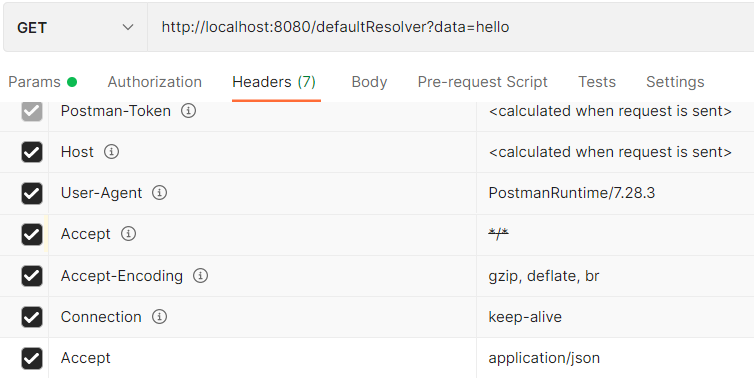 GET http://localhost:8080/defaultResolver?data=hello
Params Authorization Headers (7) Body Pre-request Script Tests Settings
Postman-Token <calculated when request is sent>
Host <calculated when request is sent>
User-Agent PostmanRuntime/7.28.3
Accept */*
Accept-Encoding gzip, deflate, br
Connection keep-alive
Accept application/json